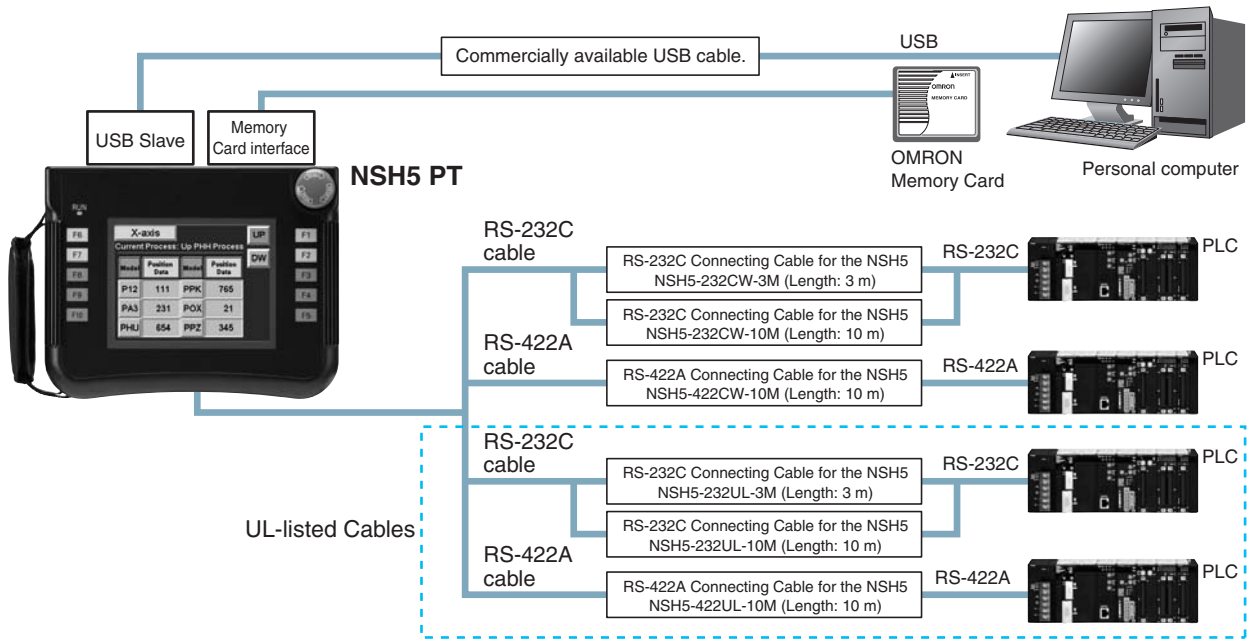 Commercially available USB cable.
USB
INSERT
OMRON
MEMORY CARD
USB Slave
Memory
Card interface
OMRON
Memory Card
Personal computer
NSH5 PT
RUN
F6
F7
F8
F9
F10
X-axis
UP
Current Process: Up PHH Process
DW
Model
Position
Data
Model
Position
Data
P12 111 PPK 765
PA3 231 POX 21
PHU 654 PPZ 345
F1
F2
F3
F4
F5
RS-232C
cable
RS-232C Connecting Cable for the NSH5
NSH5-232CW-3M (Length: 3 m)
RS-232C
PLC
RS-232C Connecting Cable for the NSH5
NSH5-232CW-10M (Length: 10 m)
RS-422A
cable
RS-422A Connecting Cable for the NSH5
NSH5-422CW-10M (Length: 10 m)
RS-422A
PLC
UL-listed Cables
RS-232C
cable
RS-232C Connecting Cable for the NSH5
NSH5-232UL-3M (Length: 3 m)
RS-232C
PLC
RS-232C Connecting Cable for the NSH5
NSH5-232UL-10M (Length: 10 m)
RS-422A
cable
RS-422A Connecting Cable for the NSH5
NSH5-422UL-10M (Length: 10 m)
RS-422A
PLC